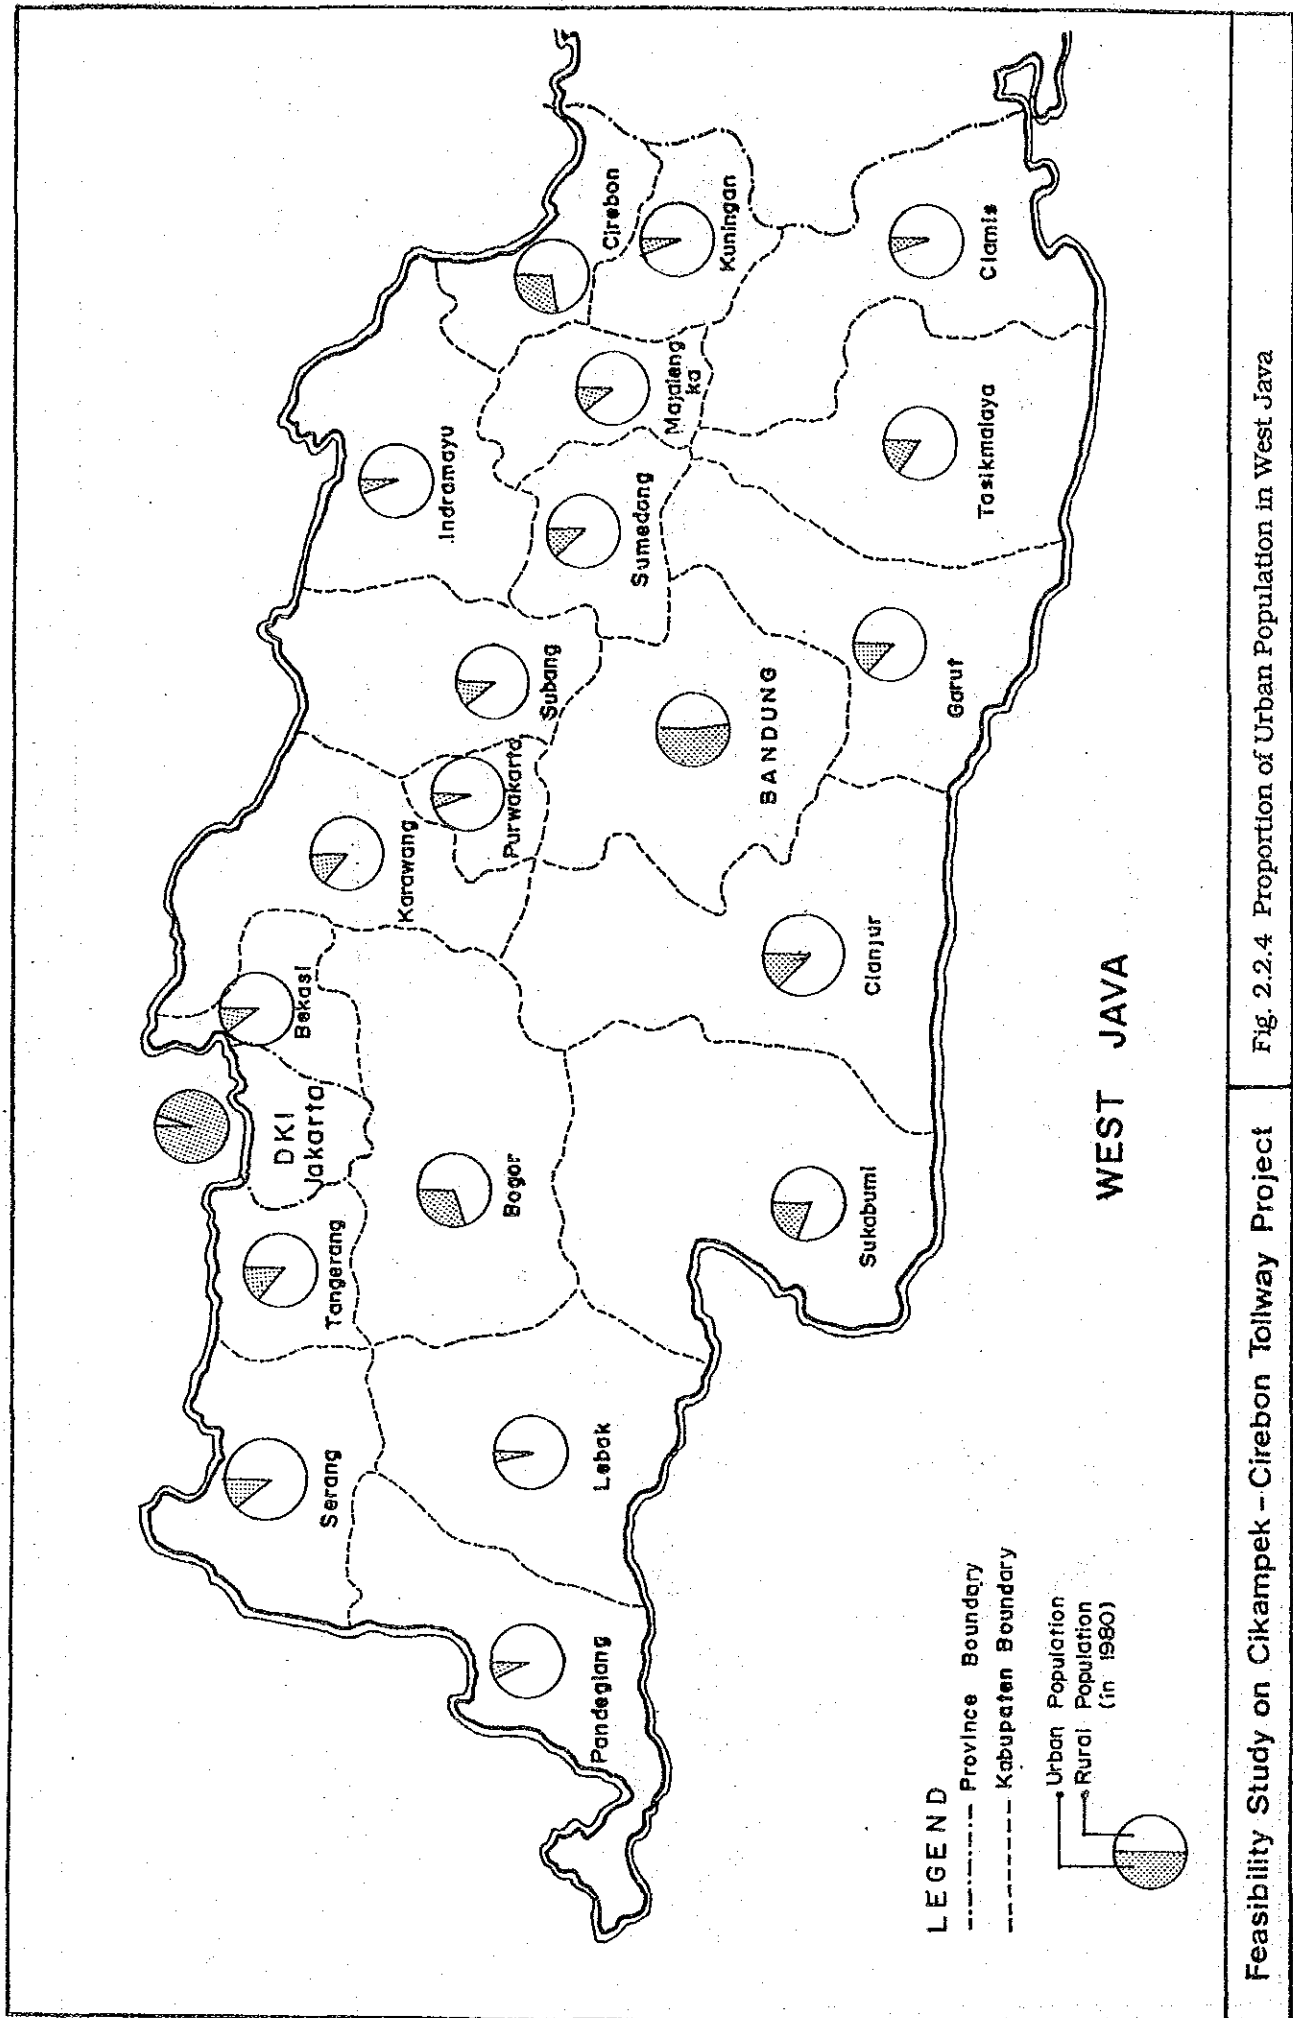 Serang
Tangerang
DKI
Jakarta
Bekasi
Karawang
Purwakarta
Subang
Indramayu
Cirebon
Kuningan
Majaleng
ka
Sumedang
BANDUNG
Bogor
Lebak
Pandeglang
Sukabumi
Cianjur
Garut
Tasikmalaya
Ciamis
WEST JAVA
LEGEND
Province Boundary
Kabupaten Boundary
Urban Population
Rural Population
(in 1980)
Feasibility Study on Cikampek - Cirebon Tollway Project
Fig. 2.2.4 Proportion of Urban Population in West Java